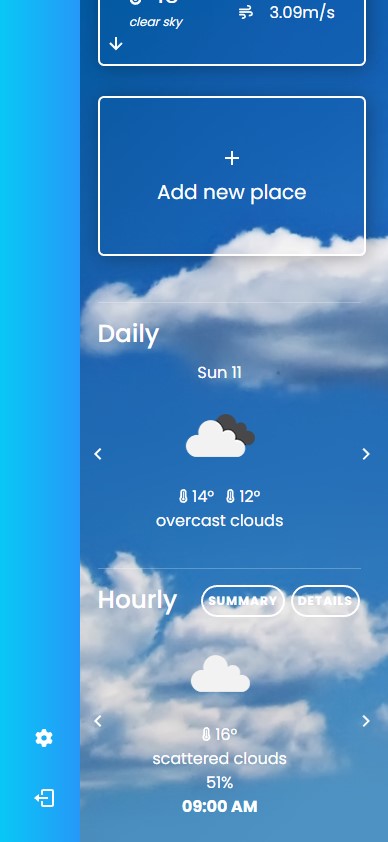 clear sky
3.09m/s
Add new place
Daily
Sun 11
14° 12°
overcast clouds
Hourly SUMMARY DETAILS
16°
scattered clouds
51%
09:00 AM